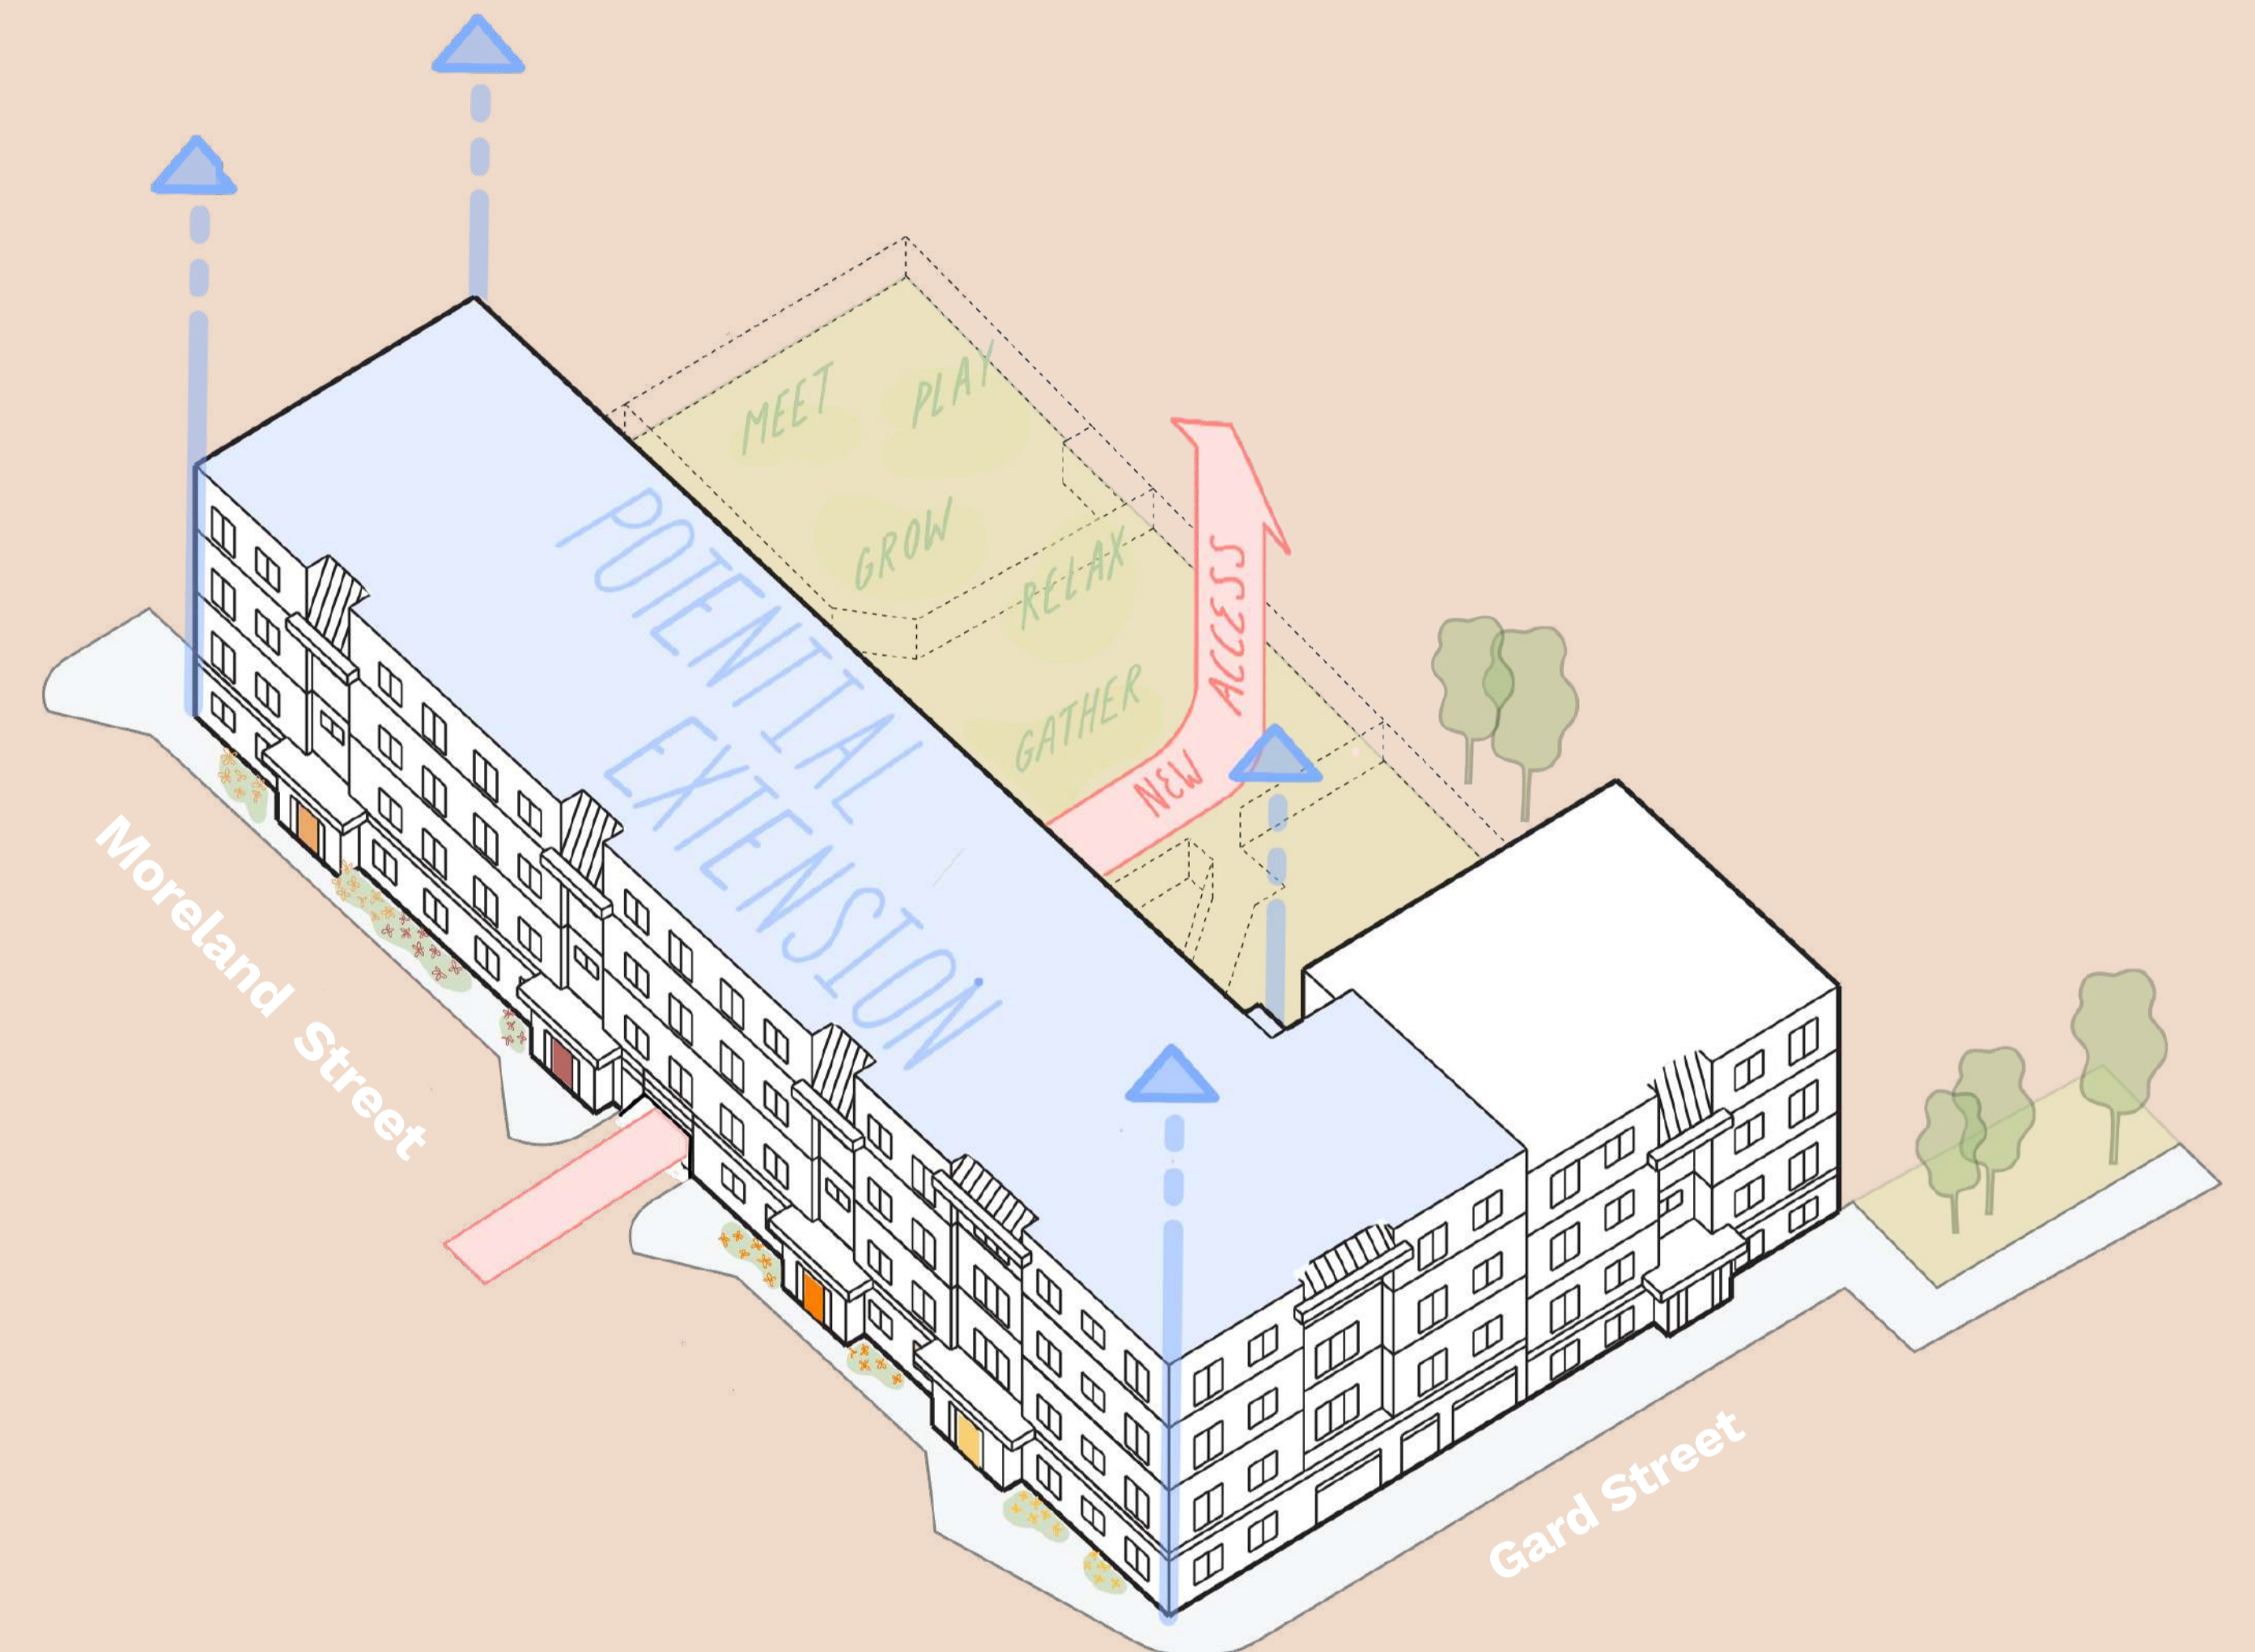 MEET
PLAY
GROW
RELAX
GATHER
NEW ACCESS
POTENTIAL
EXTENSION
Moreland Street
Gard Street